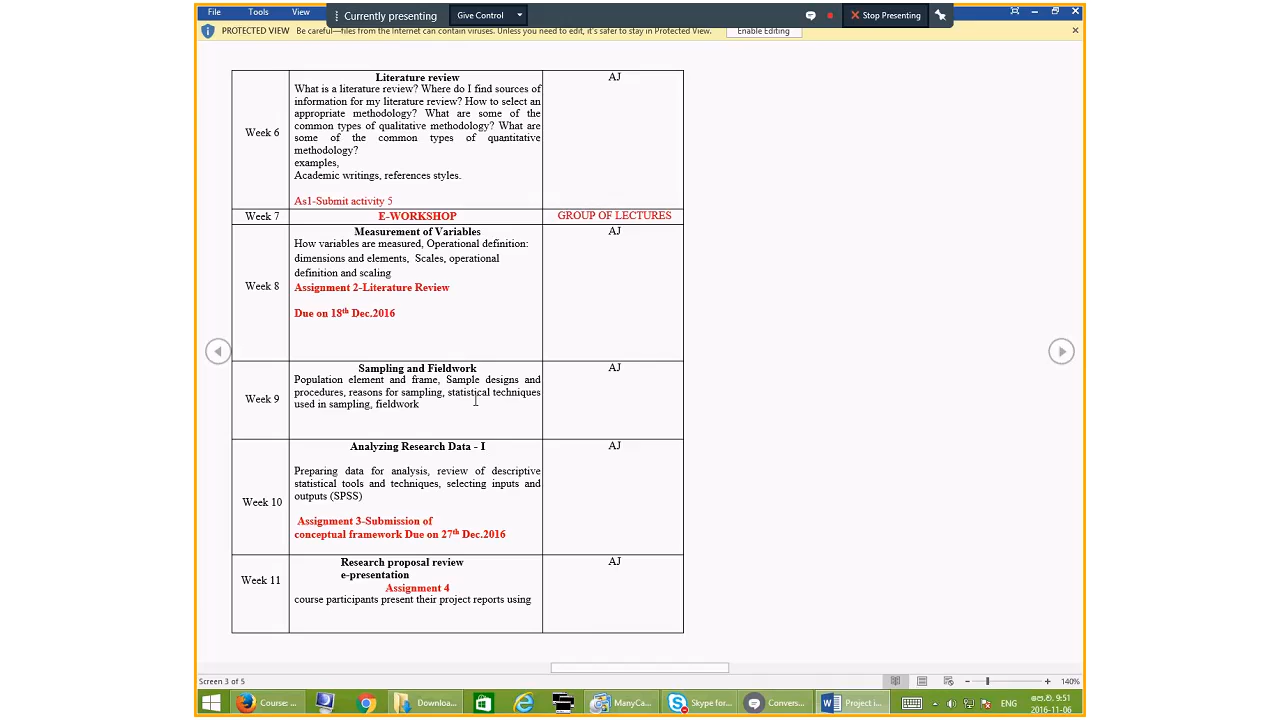 File Tools View
Currently presenting Give Control Stop Presenting
PROTECTED VIEW Be careful—files from the Internet can contain viruses. Unless you need to edit, it's safer to stay in Protected View. Enable Editing
Literature review AJ
What is a literature review? Where do I find sources of
information for my literature review? How to select an
appropriate methodology? What are some of the
common types of qualitative methodology? What are
some of the common types of quantitative
methodology?
Week 6
examples,
Academic writings, references styles.
As1-Submit activity 5
Week 7 E-WORKSHOP GROUP OF LECTURES
Measurement of Variables AJ
How variables are measured, Operational definition:
dimensions and elements, Scales, operational
definition and scaling
Week 8 Assignment 2-Literature Review
Due on 18th Dec.2016
Sampling and Fieldwork AJ
Population element and frame, Sample designs and
procedures, reasons for sampling, statistical techniques
used in sampling, fieldwork
Week 9
Analyzing Research Data - I AJ
Preparing data for analysis, review of descriptive
statistical tools and techniques, selecting inputs and
outputs (SPSS)
Week 10
Assignment 3-Submission of
conceptual framework Due on 27th Dec.2016
Research proposal review AJ
e-presentation
Week 11
Assignment 4
course participants present their project reports using
Screen 3 of 5 140%
Course: ... Downloa... ManyCa... Skype for... Convers... Project i... ENG පෙ.ව. 9:51
2016-11-06